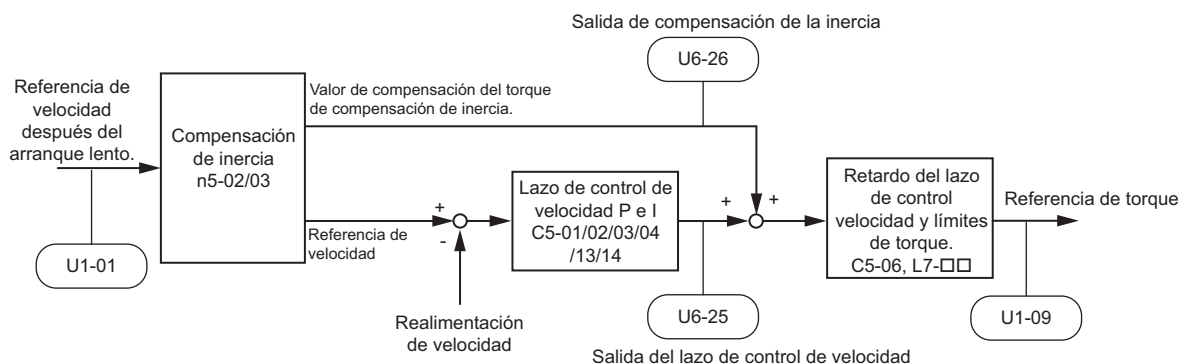 Salida de compensación de la inercia
U6-26
Referencia de
velocidad
después del
arranque lento.
U1-01
Compensación
de inercia
n5-02/03
Valor de compensación del torque
de compensación de inercia.
Referencia de
velocidad
+
-
Realimentación
de velocidad
Lazo de control de
velocidad P e I
C5-01/02/03/04
/13/14
+
+
U6-25
Salida del lazo de control de velocidad
Retardo del lazo
de control
velocidad y límites
de torque.
C5-06, L7-□□
Referencia de torque
U1-09